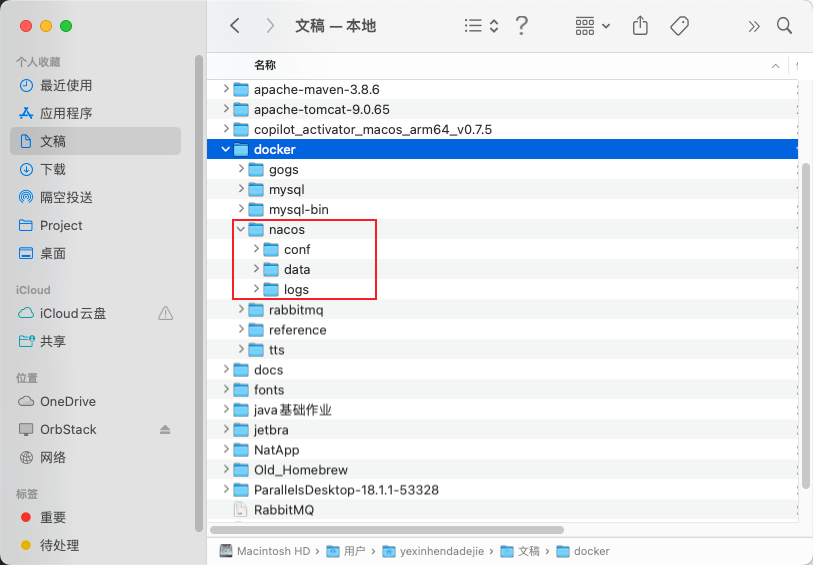 文稿 — 本地
个人收藏
最近使用
应用程序
文稿
下载
隔空投送
Project
桌面
iCloud
iCloud云盘
共享
位置
OneDrive
OrbStack
网络
标签
重要
待处理
名称
apache-maven-3.8.6
apache-tomcat-9.0.65
copilot_activator_macos_arm64_v0.7.5
docker
gogs
mysql
mysql-bin
nacos
conf
data
logs
rabbitmq
reference
tts
docs
fonts
java基础作业
jetbra
NatApp
Old_Homebrew
ParallelsDesktop-18.1.1-53328
RabbitMQ
Macintosh HD › 用户 › yexinhendadejie › 文稿 › docker